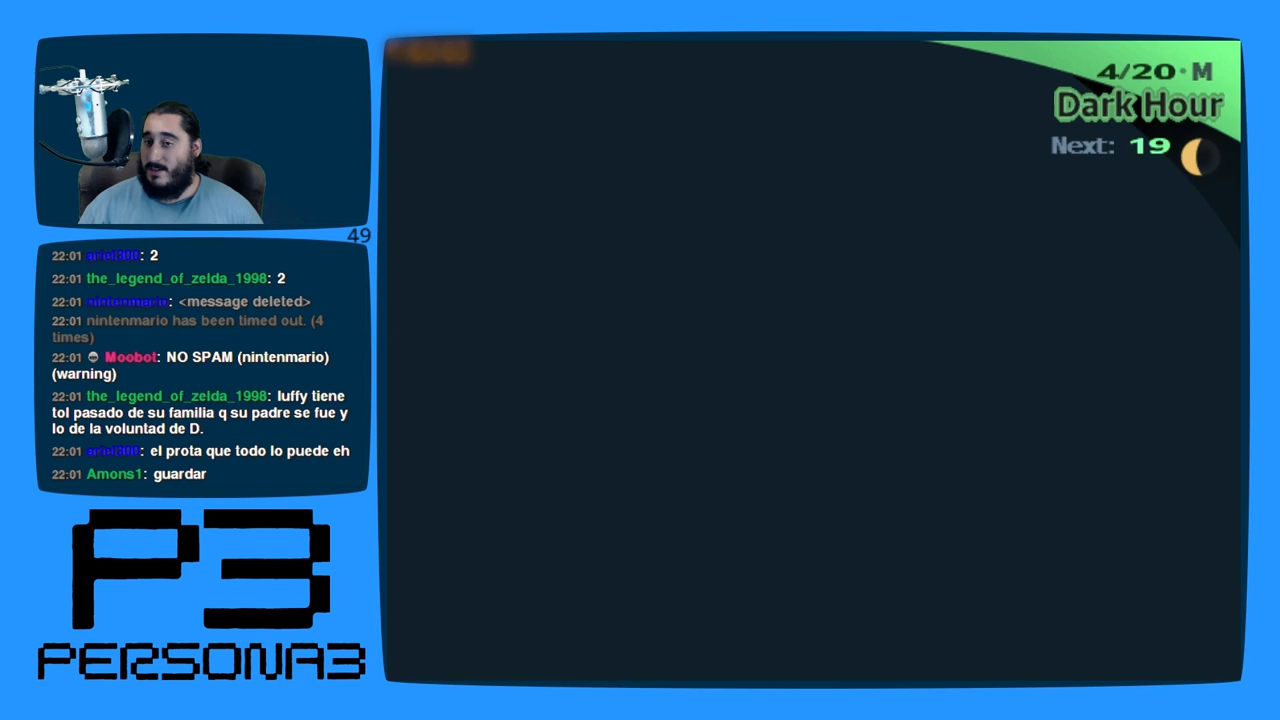 49
22:01 ariel300: 2
22:01 the_legend_of_zelda_1998: 2
22:01 nintenmario: <message deleted>
22:01 nintenmario has been timed out. (4
times)
22:01 Moobot: NO SPAM (nintenmario)
(warning)
22:01 the_legend_of_zelda_1998: luffy tiene
tol pasado de su familia q su padre se fue y
lo de la voluntad de D.
22:01 ariel300: el prota que todo lo puede eh
22:01 Amons1: guardar
P3
PERSONA3
4/20·M
Dark Hour
Next: 19